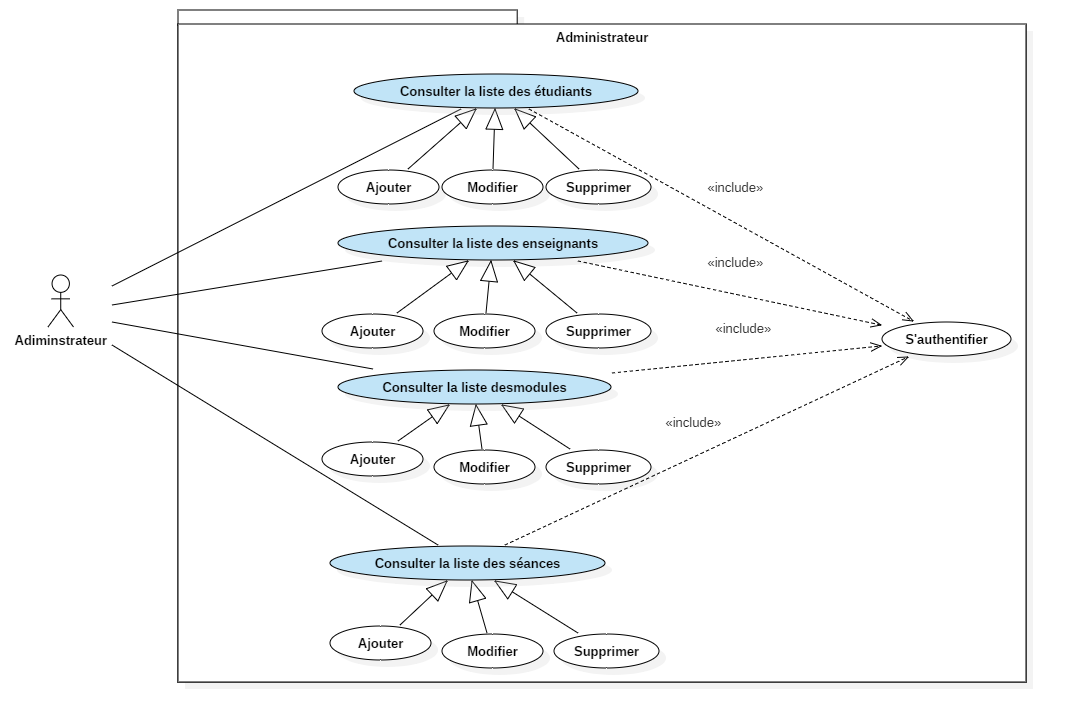 Administrateur
Consulter la liste des étudiants
Ajouter
Modifier
Supprimer
«include»
Consulter la liste des enseignants
«include»
Ajouter
Modifier
Supprimer
«include»
Adiminstrateur
S'authentifier
Consulter la liste desmodules
«include»
Ajouter
Modifier
Supprimer
Consulter la liste des séances
Ajouter
Modifier
Supprimer